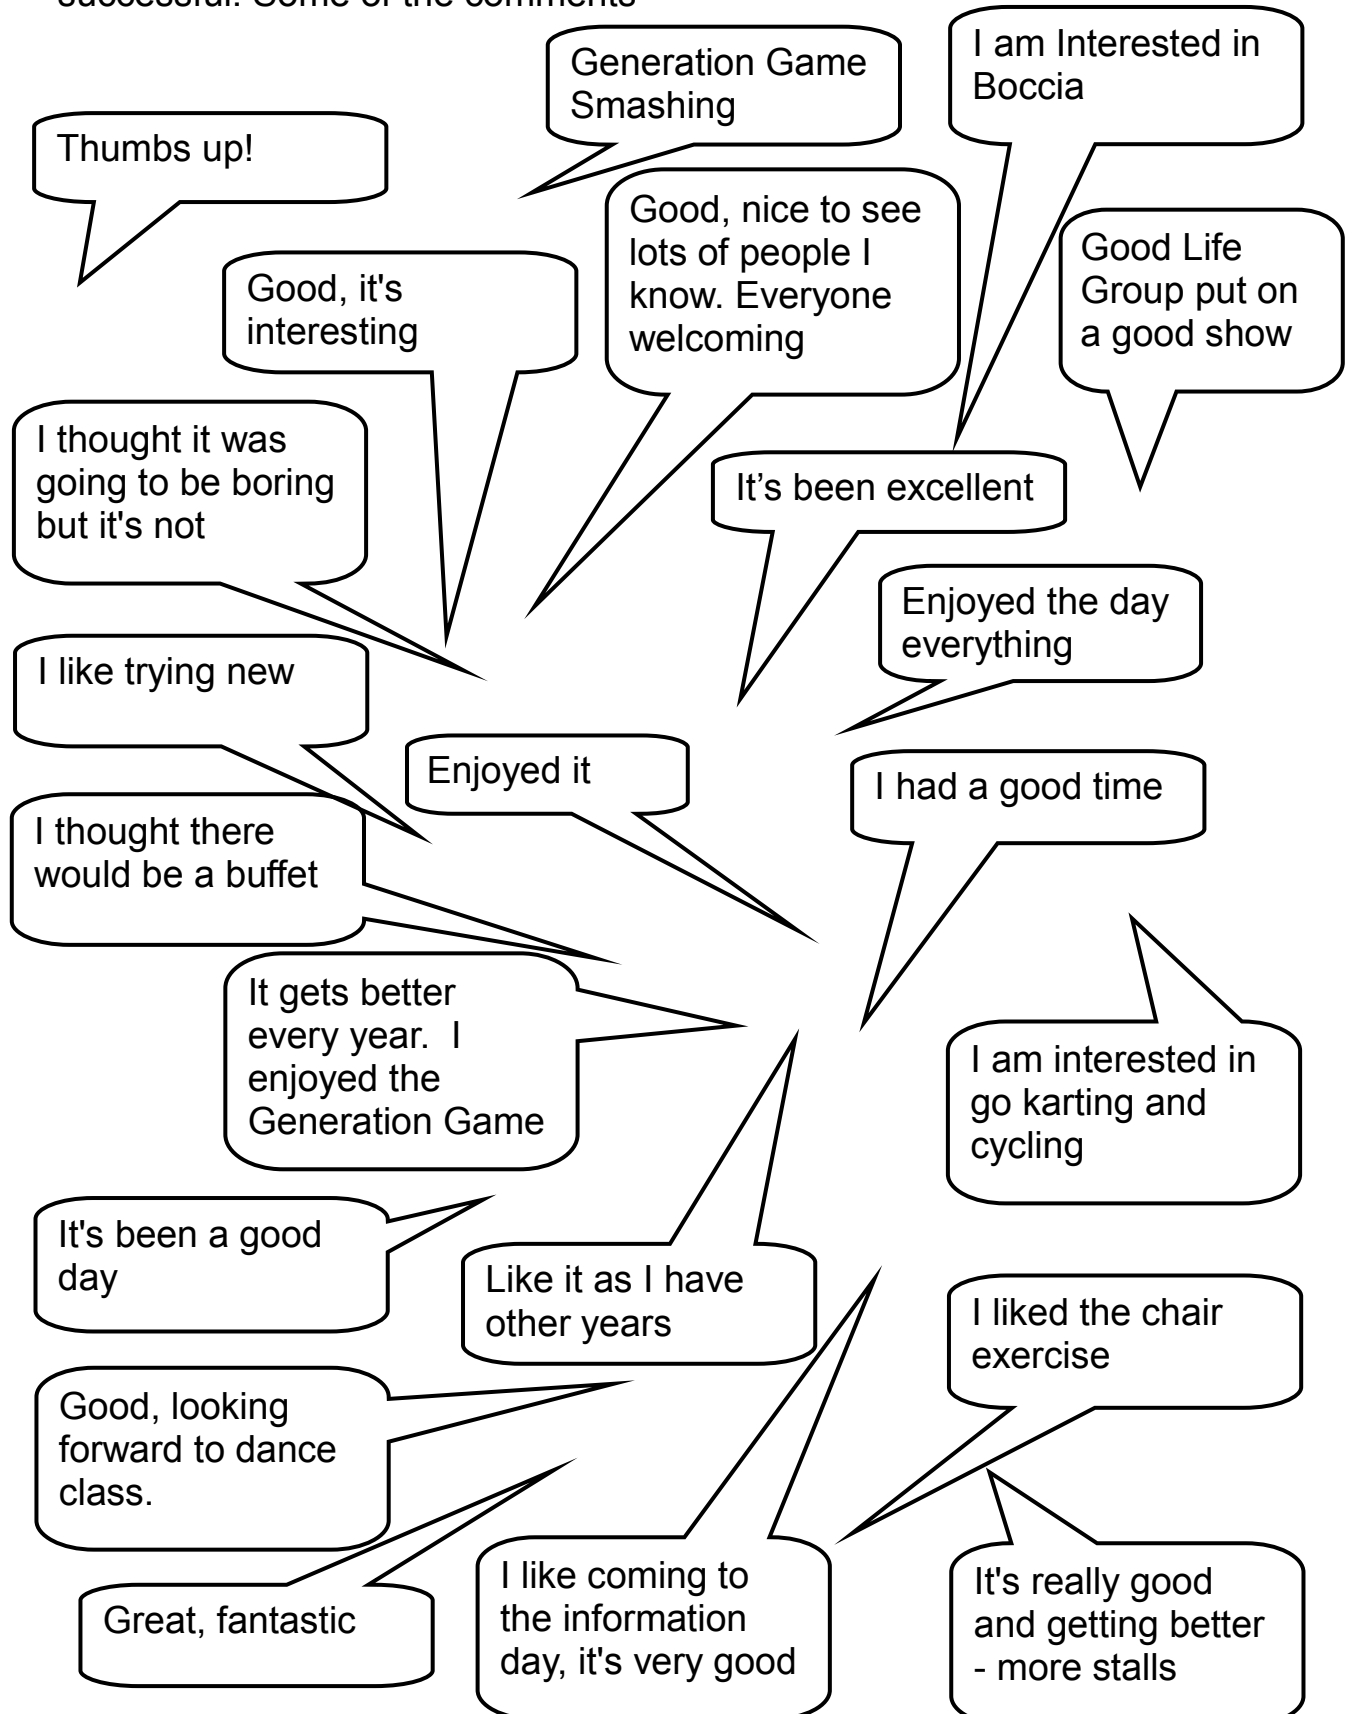 successful. Some of the comments
I am Interested in
Boccia
Generation Game
Smashing
Thumbs up!
Good, nice to see
lots of people I
know. Everyone
welcoming
Good Life
Group put on
a good show
Good, it's
interesting
I thought it was
going to be boring
but it's not
It’s been excellent
Enjoyed the day
everything
I like trying new
Enjoyed it
I had a good time
I thought there
would be a buffet
It gets better
every year.  I
enjoyed the
Generation Game
I am interested in
go karting and
cycling
It's been a good
day
Like it as I have
other years
I liked the chair
exercise
Good, looking
forward to dance
class.
Great, fantastic
I like coming to
the information
day, it's very good
It's really good
and getting better
- more stalls